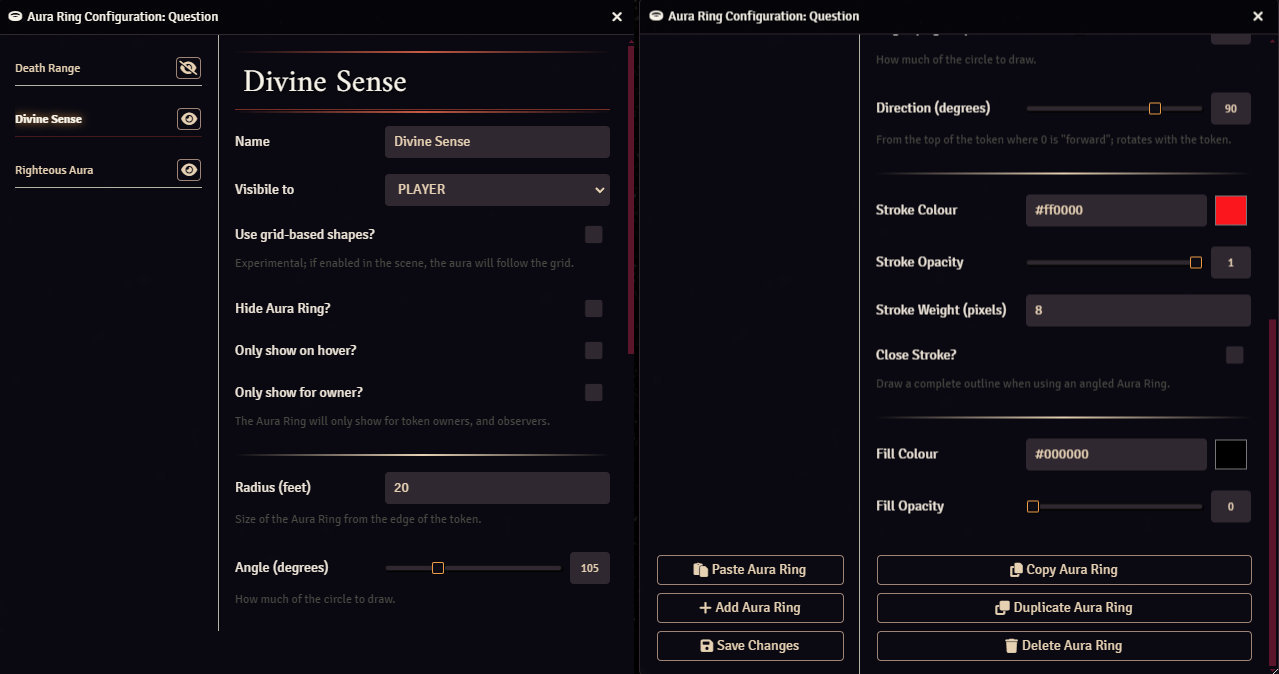 Aura Ring Configuration: Question
Death Range
Divine Sense
Righteous Aura
Divine Sense
Name
Divine Sense
Visibile to
PLAYER
Use grid-based shapes?
Experimental; if enabled in the scene, the aura will follow the grid.
Hide Aura Ring?
Only show on hover?
Only show for owner?
The Aura Ring will only show for token owners, and observers.
Radius (feet)
20
Size of the Aura Ring from the edge of the token.
Angle (degrees)
105
How much of the circle to draw.
Aura Ring Configuration: Question
How much of the circle to draw.
Direction (degrees)
90
From the top of the token where 0 is "forward"; rotates with the token.
Stroke Colour
#ff0000
Stroke Opacity
1
Stroke Weight (pixels)
8
Close Stroke?
Draw a complete outline when using an angled Aura Ring.
Fill Colour
#000000
Fill Opacity
0
Paste Aura Ring
Add Aura Ring
Save Changes
Copy Aura Ring
Duplicate Aura Ring
Delete Aura Ring